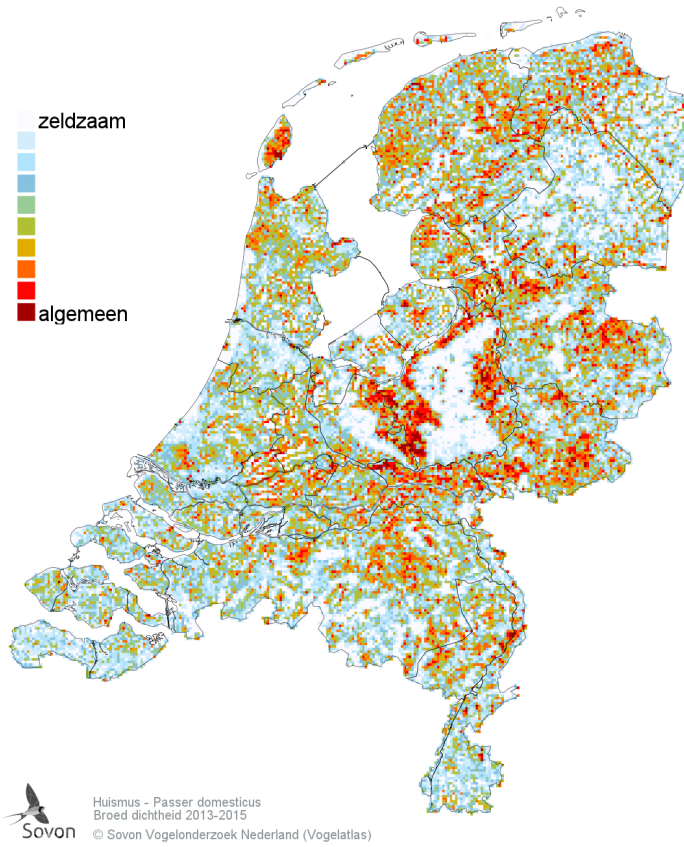 zeldzaam
algemeen
Sovon
Huismus - Passer domesticus
Broed dichtheid 2013-2015
© Sovon Vogelonderzoek Nederland (Vogelatlas)